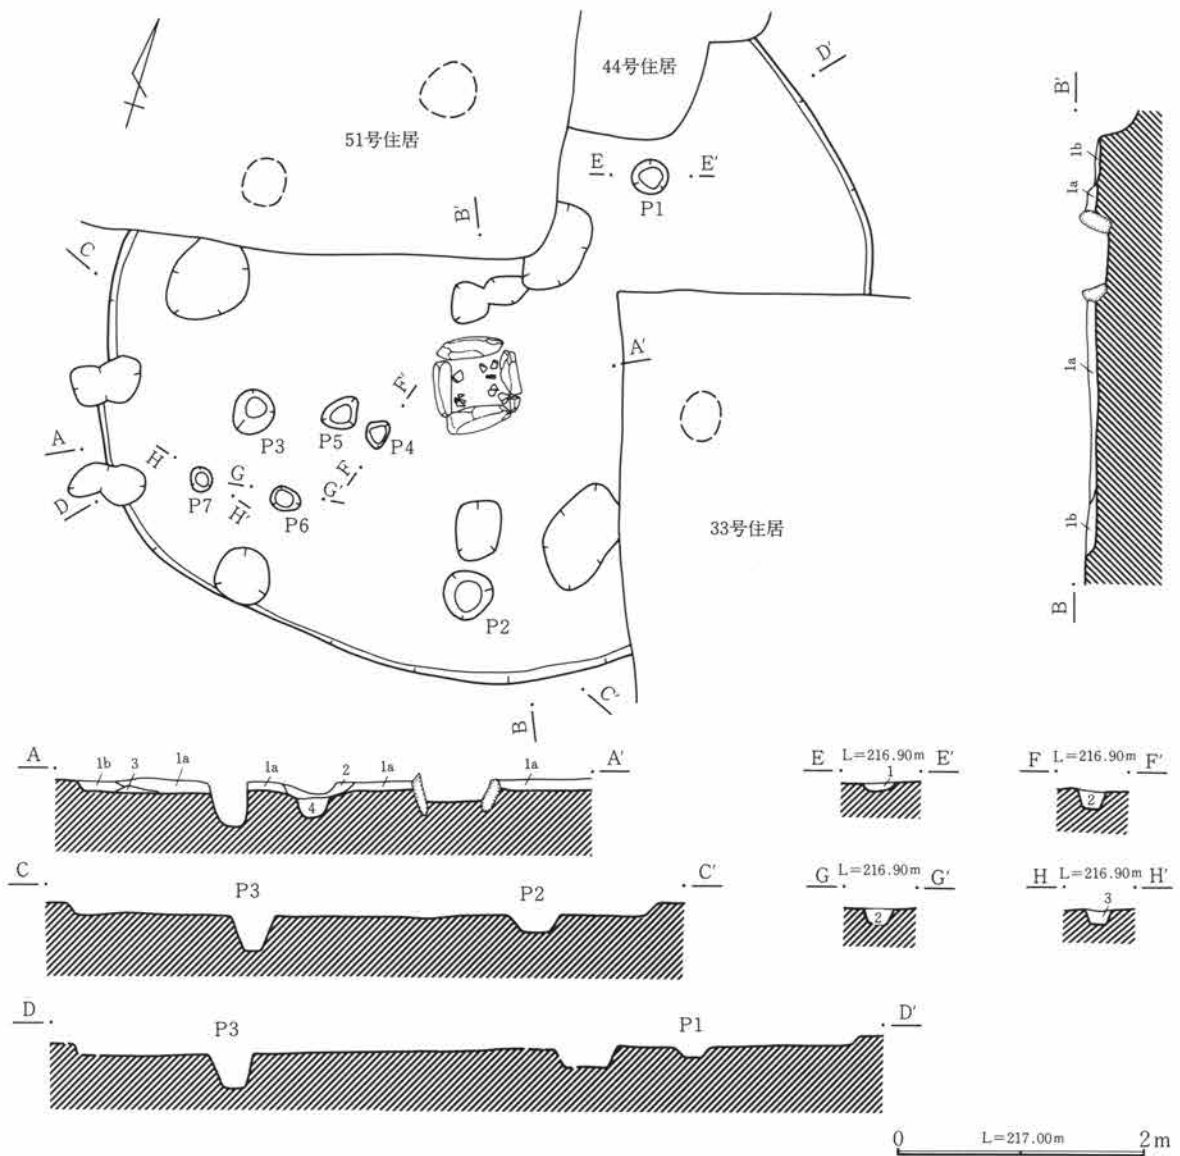 44号住居
D'
B'
51号住居
1b
E
E'
1a
P1
B'
C
A'
F'
1a
P3
P5
P4
A
H
G
F
G'
D
P7
H'
P6
33号住居
1b
P2
B
C'
B
A
1b
3
1a
1a
2
1a
1a
A'
4
E
L=216.90m
E'
1
F
L=216.90m
F'
2
C
P3
P2
C'
G
L=216.90m
G'
2
H
L=216.90m
H'
3
D
P3
P1
D'
0
L=217.00m
2m